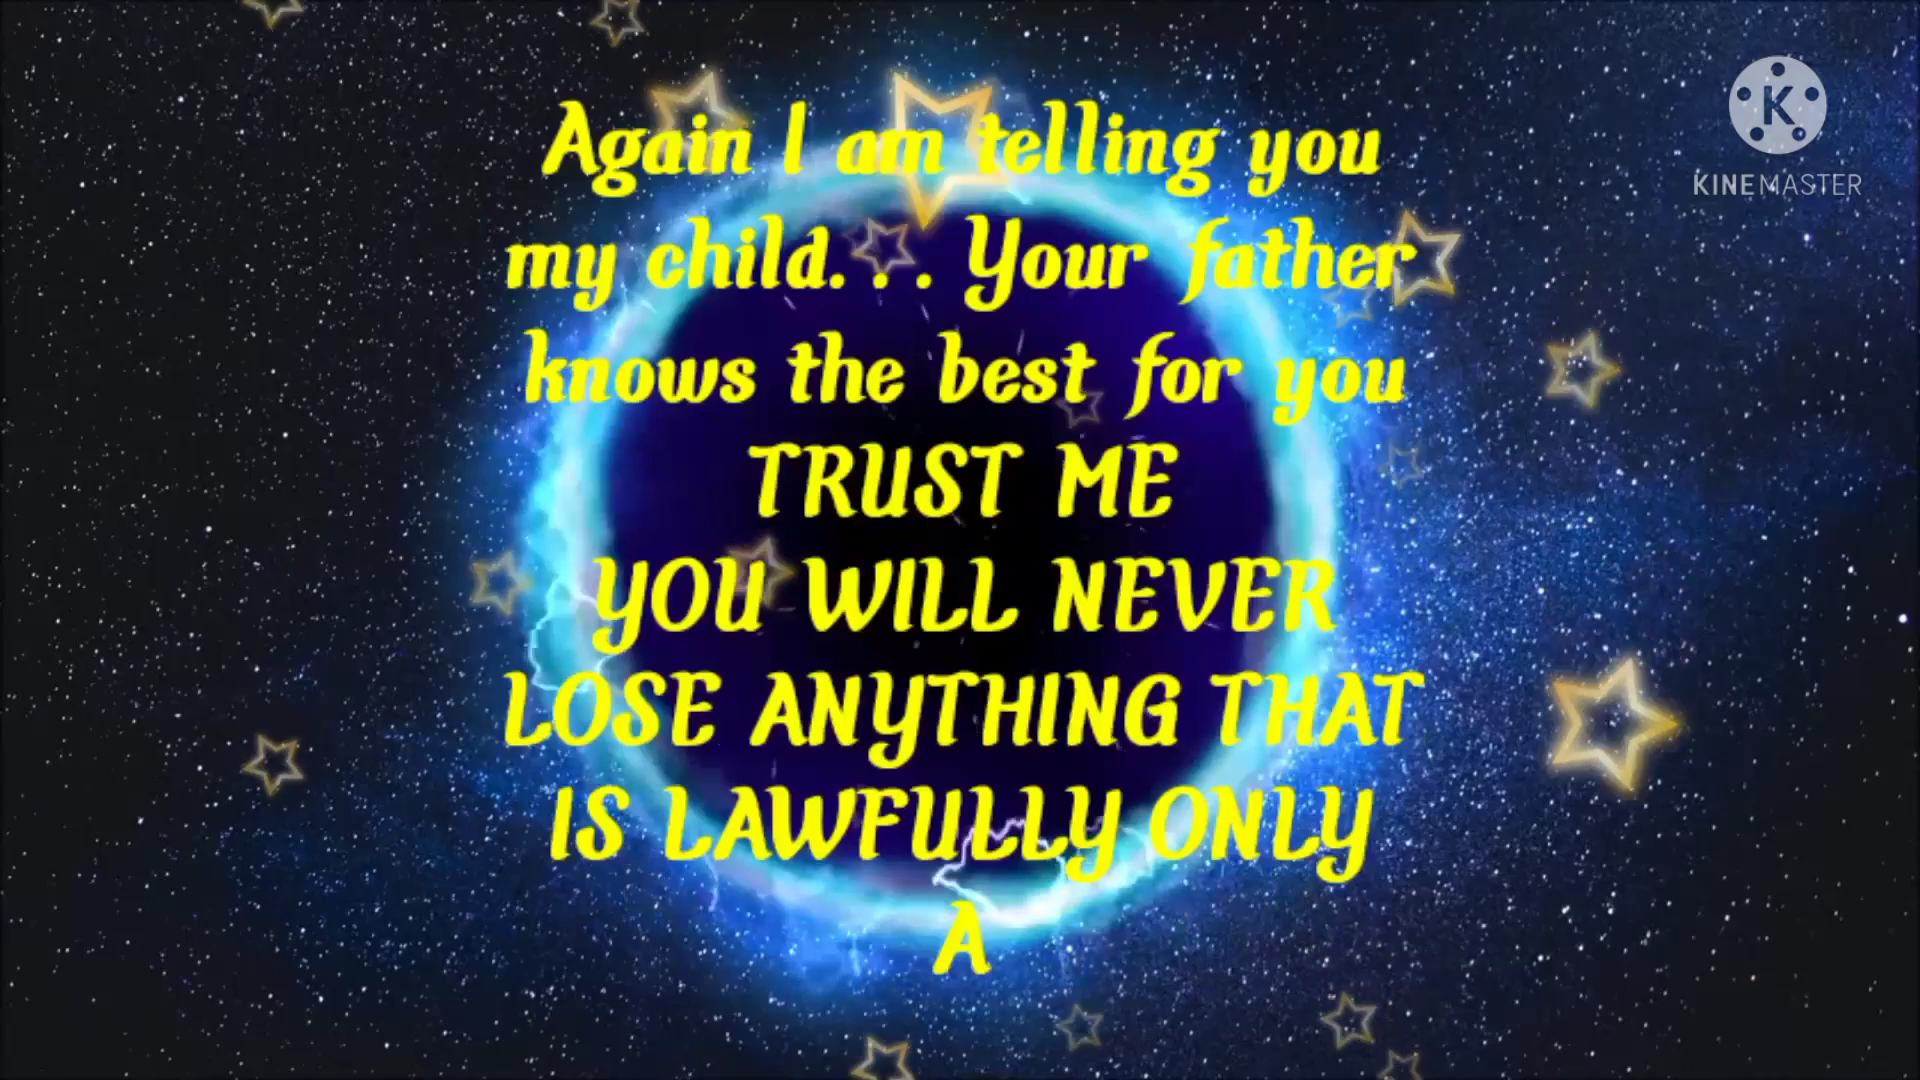 Again I am telling you
my child. . . Your father
knows the best for you
TRUST ME
YOU WILL NEVER
LOSE ANYTHING THAT
IS LAWFULLY ONLY
A
K
KINEMASTER